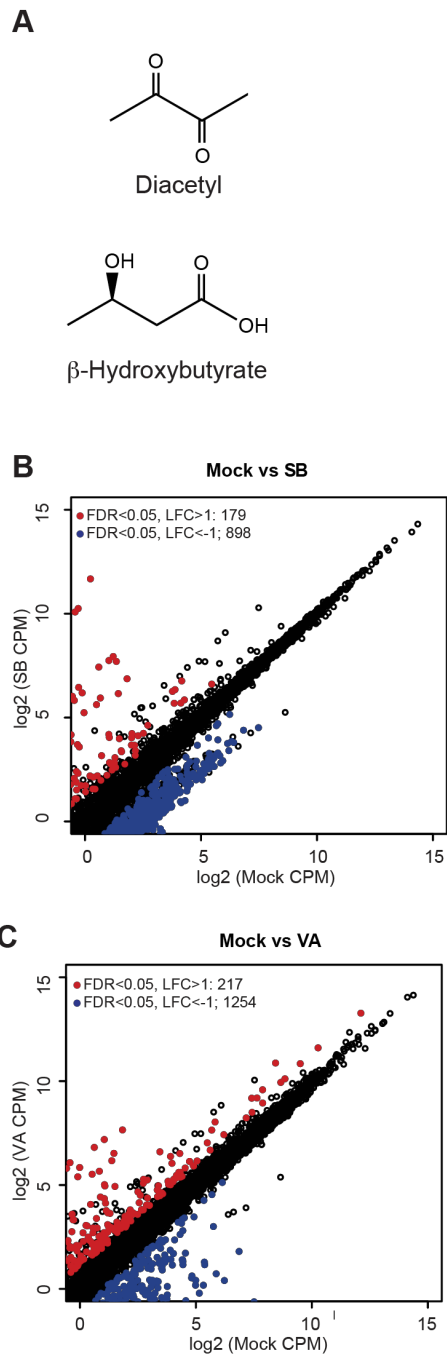 A
O
O
Diacetyl
OH
O
OH
β-Hydroxybutyrate
B
Mock vs SB
FDR<0.05, LFC>1: 179
FDR<0.05, LFC<-1; 898
15
10
5
0
log2 (SB CPM)
0 5 10 15
log2 (Mock CPM)
C
Mock vs VA
FDR<0.05, LFC>1: 217
FDR<0.05, LFC<-1; 1254
15
10
5
0
log2 (VA CPM)
0 5 10 15
log2 (Mock CPM)